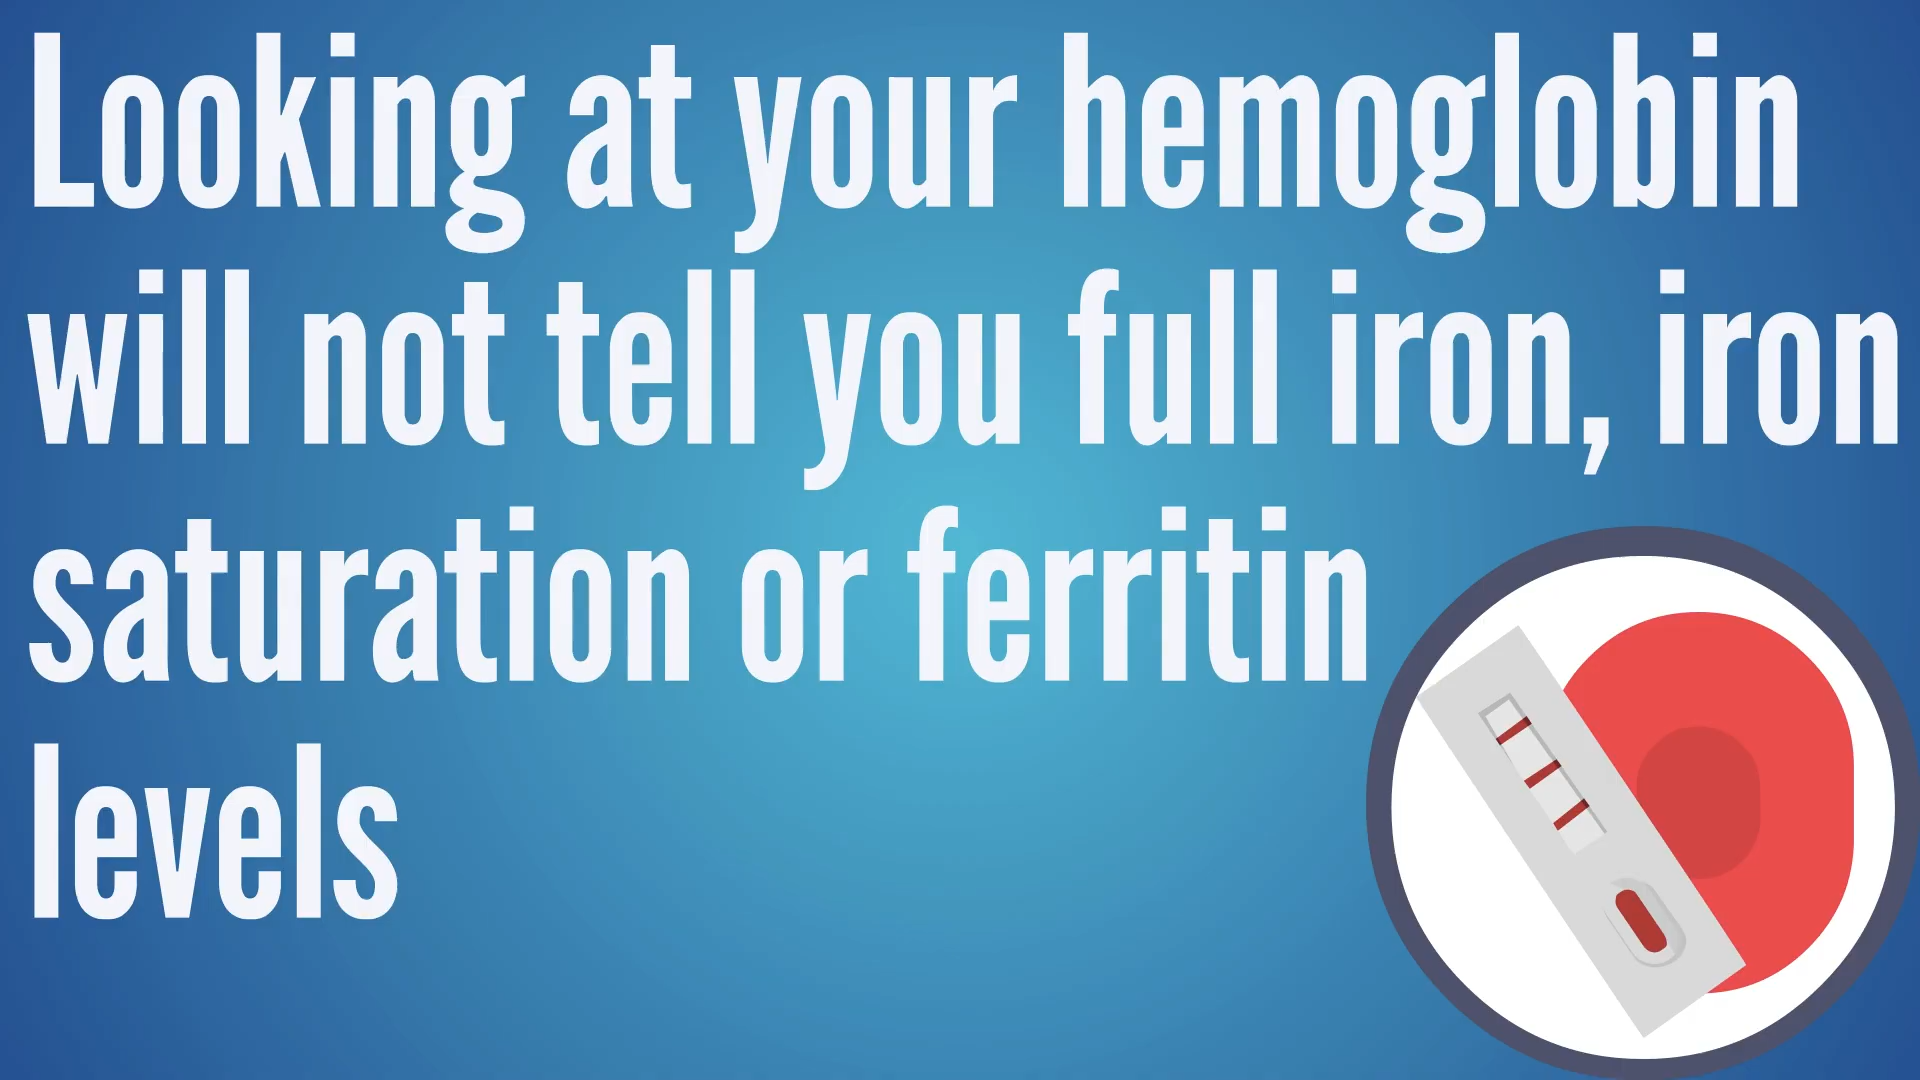 Looking at your hemoglobin
will not tell you full iron, iron
saturation or ferritin
levels